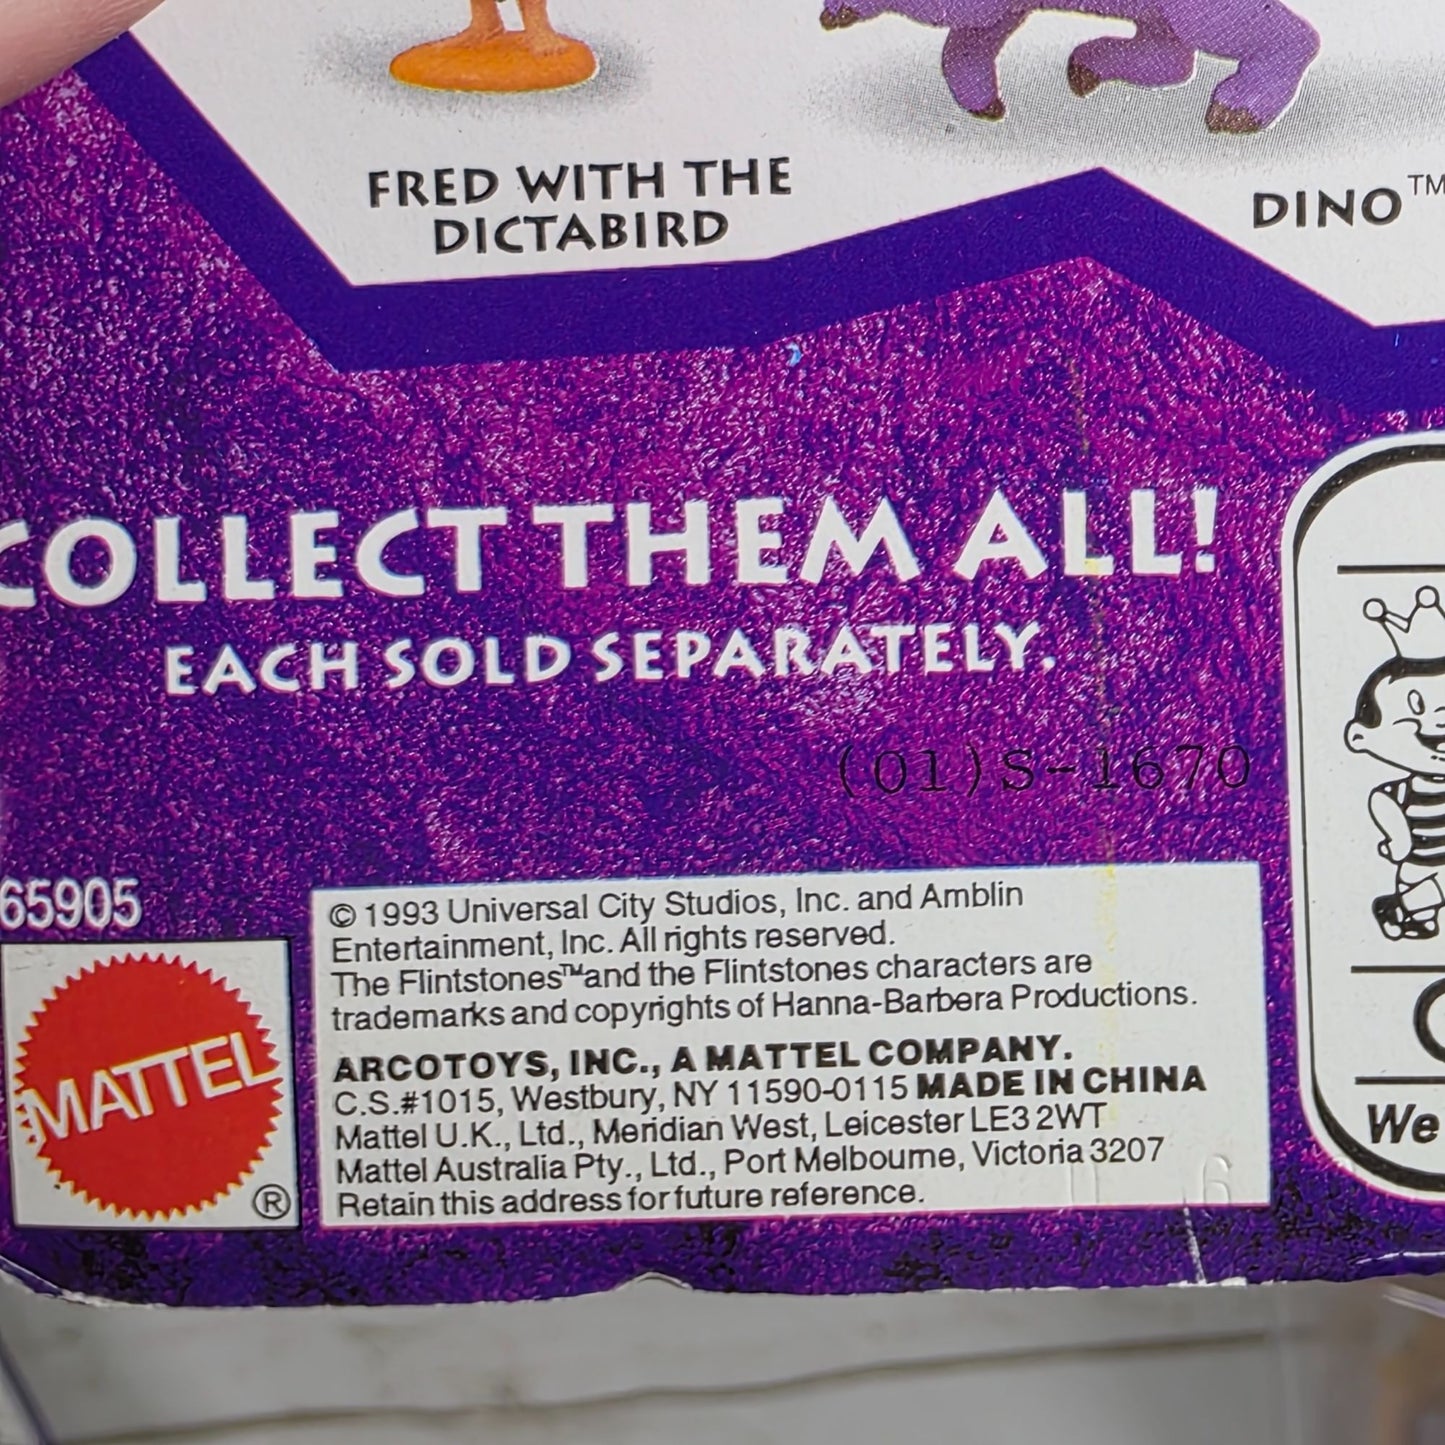 FRED WITH THE
DICTABIRD
DINO™
COLLECT THEM ALL!
EACH SOLD SEPARATELY.
(01)S-1670
65905
MATTEL
®
© 1993 Universal City Studios, Inc. and Amblin
Entertainment, Inc. All rights reserved.
The Flintstones™ and the Flintstones characters are
trademarks and copyrights of Hanna-Barbera Productions.
ARCOTOYS, INC., A MATTEL COMPANY.
C.S.#1015, Westbury, NY 11590-0115 MADE IN CHINA
Mattel U.K., Ltd., Meridian West, Leicester LE3 2WT
Mattel Australia Pty., Ltd., Port Melbourne, Victoria 3207
Retain this address for future reference.
We